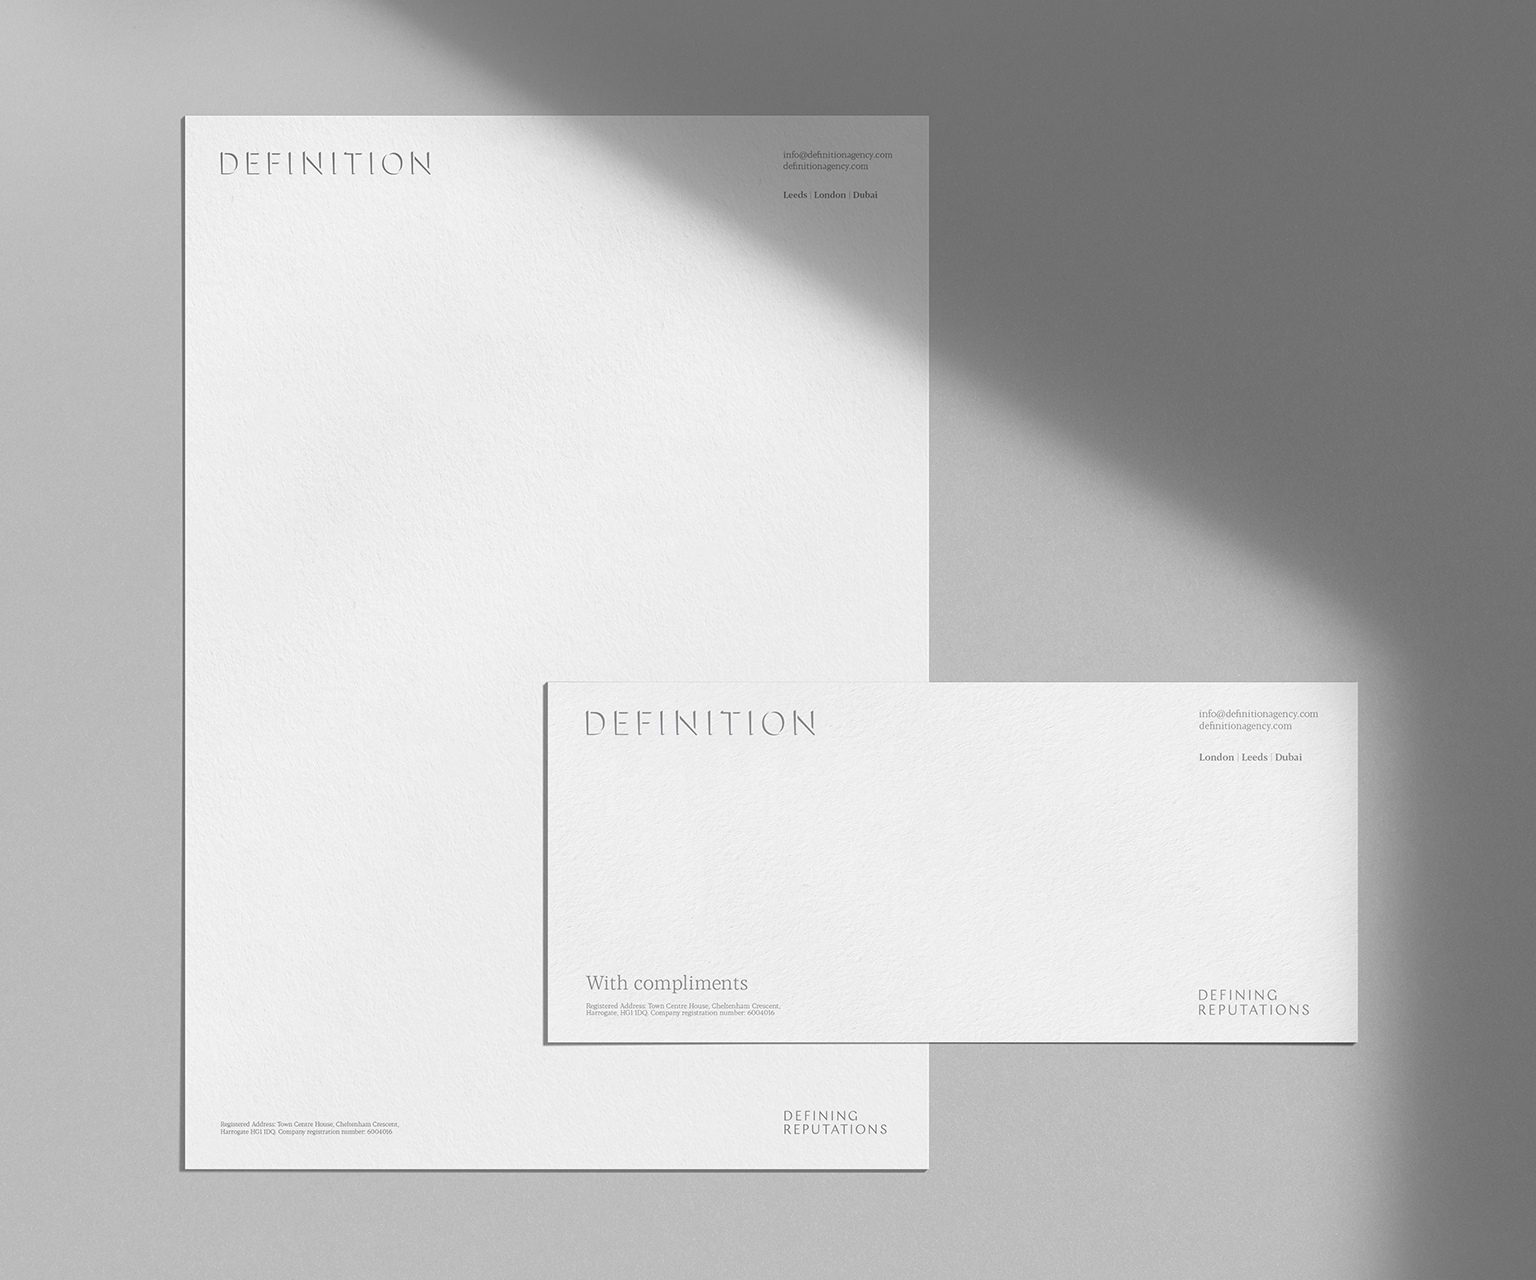 DEFINITION
info@definitionagency.com
definitionagency.com
Leeds | London | Dubai
Registered Address: Town Centre House, Cheltenham Crescent,
Harrogate HG1 1DQ. Company registration number: 6004016
DEFINING
REPUTATIONS
DEFINITION
info@definitionagency.com
definitionagency.com
London | Leeds | Dubai
With compliments
Registered Address: Town Centre House, Cheltenham Crescent,
Harrogate, HG1 1DQ. Company registration number: 6004016
DEFINING
REPUTATIONS